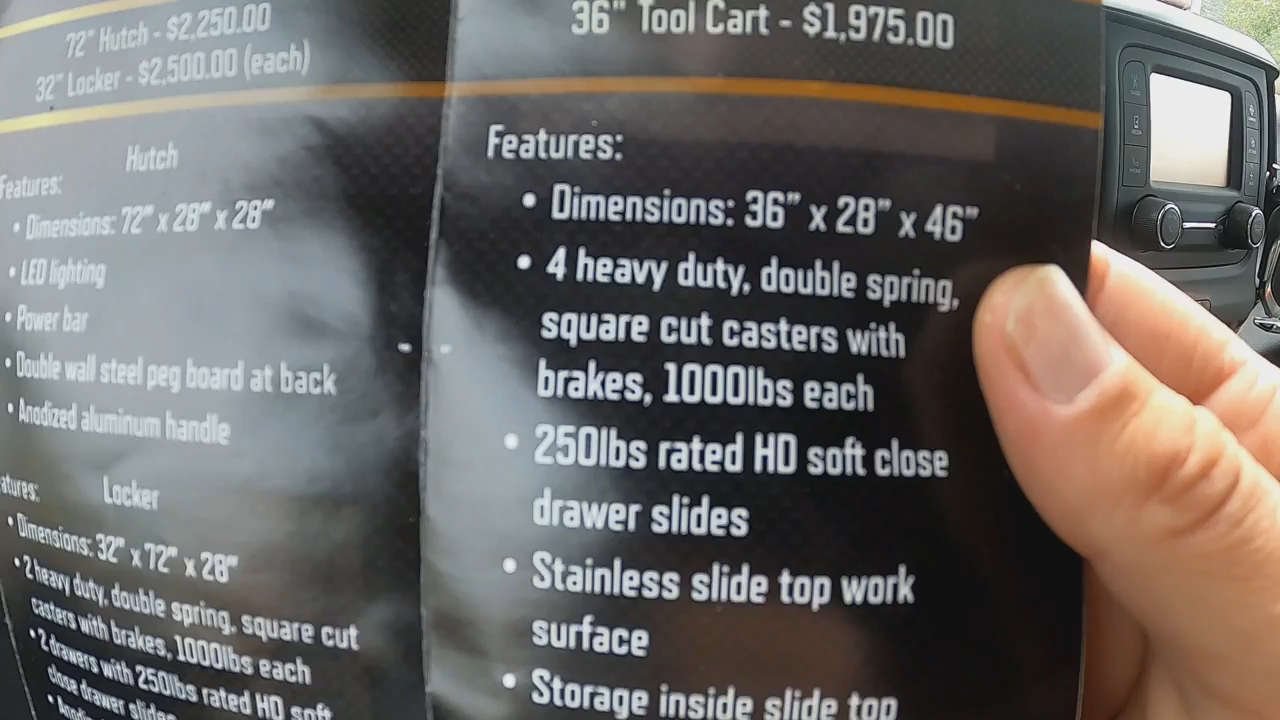 72" Hutch - $2,250.00
32" Locker - $2,500.00 (each)
Hutch
Features:
• Dimensions: 72" x 28" x 28"
• LED lighting
• Power bar
• Double wall steel peg board at back
• Anodized aluminum handle
Locker
atures:
• Dimensions: 32" x 72" x 28"
• 2 heavy duty, double spring, square cut
casters with brakes, 1000lbs each
• 2 drawers with 250lbs rated HD soft
close drawer slides
36" Tool Cart - $1,975.00
Features:
• Dimensions: 36" x 28" x 46"
• 4 heavy duty, double spring,
square cut casters with
brakes, 1000lbs each
• 250lbs rated HD soft close
drawer slides
• Stainless slide top work
surface
• Storage inside slide top